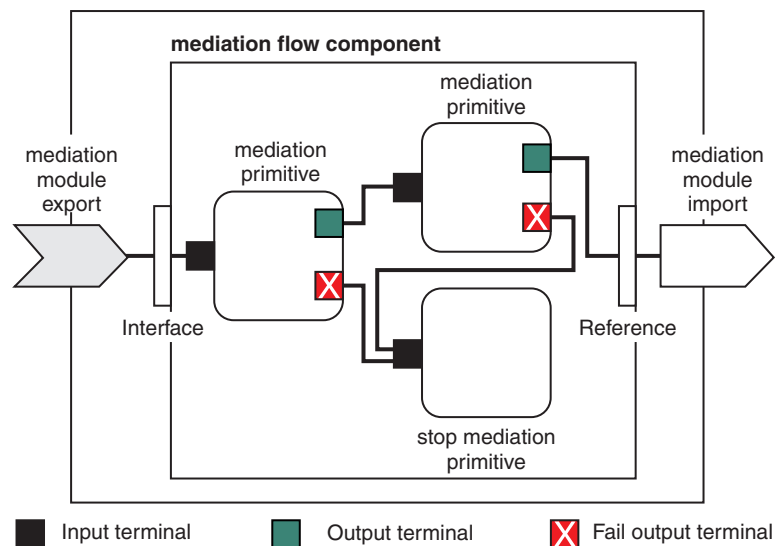 mediation flow component
mediation
primitive
mediation
primitive
mediation
module
export
mediation
module
import
Interface
Reference
stop mediation
primitive
Input terminal
Output terminal
X Fail output terminal